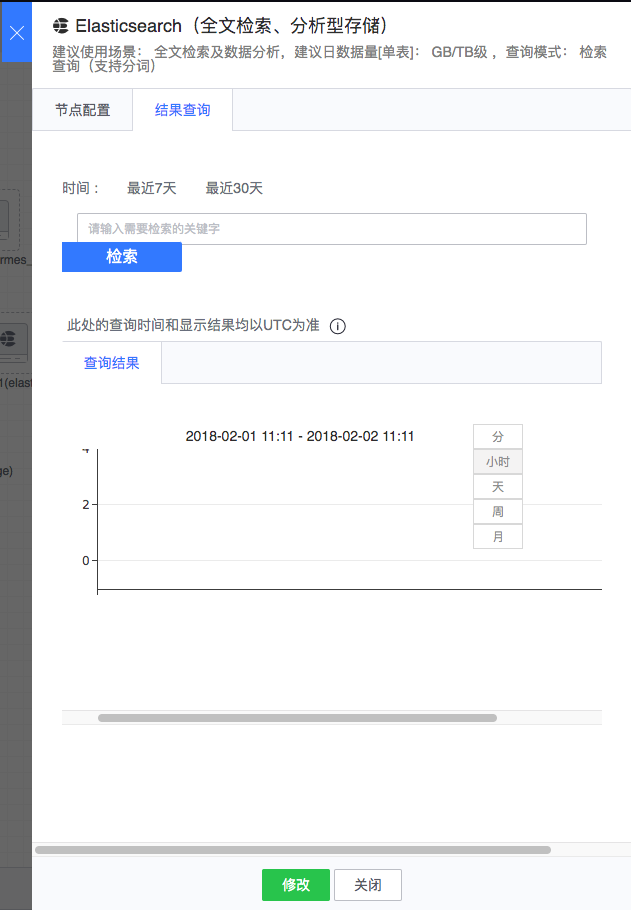 Elasticsearch（全文检索、分析型存储）
建议使用场景： 全文检索及数据分析，建议日数据量[单表]： GB/TB级 ，查询模式： 检索
查询（支持分词）
节点配置
结果查询
时间 :
最近7天
最近30天
请输入需要检索的关键字
检索
rmes_
此处的查询时间和显示结果均以UTC为准
查询结果
1(elast
2018-02-01 11:11 - 2018-02-02 11:11
分
4
小时
天
ge)
2
周
月
0
修改
关闭